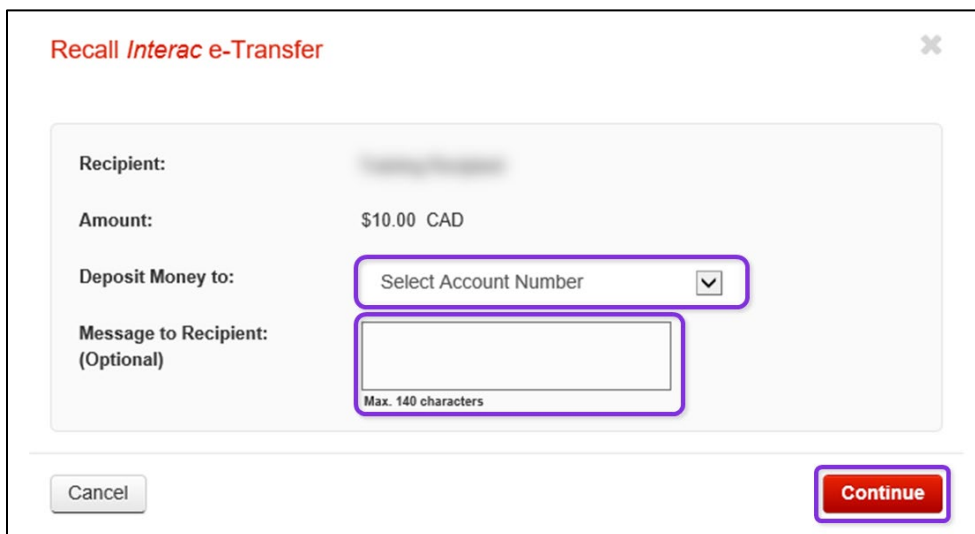 Recall Interac e-Transfer
Recipient:
Amount: $10.00 CAD
Deposit Money to: Select Account Number
Message to Recipient:
(Optional)
Max. 140 characters
Cancel Continue